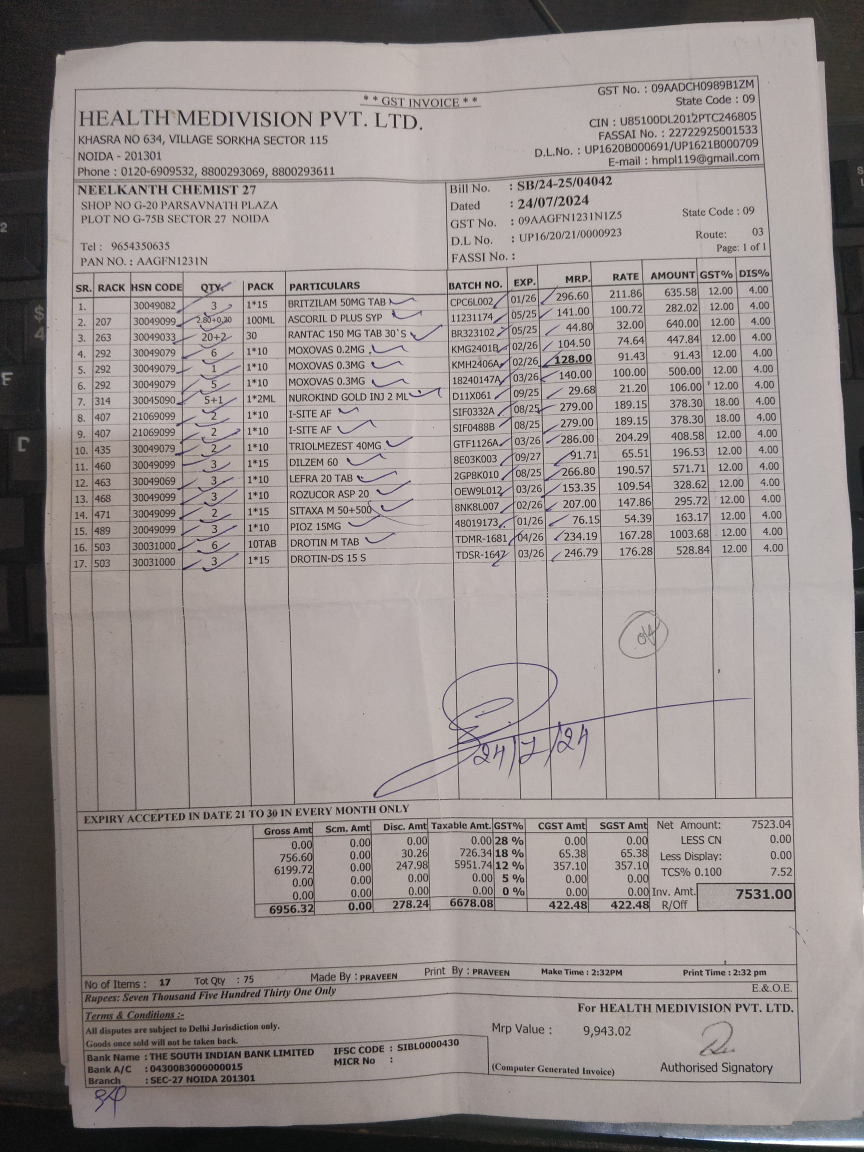 * * GST INVOICE * *
GST No. : 09AADCH0989B1ZM
State Code : 09
HEALTH MEDIVISION PVT. LTD.
CIN : U85100DL2012PTC246805
KHASRA NO 634, VILLAGE SORKHA SECTOR 115
FASSAI No. : 22722925001533
NOIDA - 201301
D.L.No. : UP1620B000691/UP1621B000709
Phone : 0120-6909532, 8800293069, 8800293611
E-mail : hmpl119@gmail.com
NEELKANTH CHEMIST 27
Bill No. : SB/24-25/04042
SHOP NO G-20 PARSAVNATH PLAZA
Dated : 24/07/2024
PLOT NO G-75B SECTOR 27 NOIDA
GST No. : 09AAGFN1231N1Z5 State Code : 09
Tel : 9654350635
D.L No. : UP16/20/21/0000923 Route: 03
PAN NO. : AAGFN1231N
FASSI No. : Page: 1 of 1
SR. RACK HSN CODE QTY. PACK PARTICULARS BATCH NO. EXP. MRP. RATE AMOUNT GST% DIS%
1. 30049082 3 1*15 BRITZILAM 50MG TAB CPC6L002 01/26 296.60 211.86 635.58 12.00 4.00
2. 207 30049099 2.80+0.20 100ML ASCORIL D PLUS SYP 11231174 05/25 141.00 100.72 282.02 12.00 4.00
3. 263 30049033 20+2 30 RANTAC 150 MG TAB 30`S BR323102 05/25 44.80 32.00 640.00 12.00 4.00
4. 292 30049079 6 1*10 MOXOVAS 0.2MG KMG2401B 02/26 104.50 74.64 447.84 12.00 4.00
5. 292 30049079 1 1*10 MOXOVAS 0.3MG KMH2406A 02/26 128.00 91.43 91.43 12.00 4.00
6. 292 30049079 5 1*10 MOXOVAS 0.3MG 18240147A 03/26 140.00 100.00 500.00 12.00 4.00
7. 314 30045090 5+1 1*2ML NUROKIND GOLD INJ 2 ML D11X061 09/25 29.68 21.20 106.00 12.00 4.00
8. 407 21069099 2 1*10 I-SITE AF SIF0332A 08/25 279.00 189.15 378.30 18.00 4.00
9. 407 21069099 2 1*10 I-SITE AF SIF0488B 08/25 279.00 189.15 378.30 18.00 4.00
10. 435 30049079 2 1*10 TRIOLMEZEST 40MG GTF1126A 03/26 286.00 204.29 408.58 12.00 4.00
11. 460 30049099 3 1*15 DILZEM 60 8E03K003 09/27 91.71 65.51 196.53 12.00 4.00
12. 463 30049069 3 1*10 LEFRA 20 TAB 2GP8K010 08/25 266.80 190.57 571.71 12.00 4.00
13. 468 30049099 3 1*10 ROZUCOR ASP 20 OEW9L012 03/26 153.35 109.54 328.62 12.00 4.00
14. 471 30049099 2 1*15 SITAXA M 50+500 8NK8L007 02/26 207.00 147.86 295.72 12.00 4.00
15. 489 30049099 3 1*10 PIOZ 15MG 48019173 01/26 76.15 54.39 163.17 12.00 4.00
16. 503 30031000 6 10TAB DROTIN M TAB TDMR-1681 04/26 234.19 167.28 1003.68 12.00 4.00
17. 503 30031000 3 1*15 DROTIN-DS 15 S TDSR-1647 03/26 246.79 176.28 528.84 12.00 4.00
24/7/24
EXPIRY ACCEPTED IN DATE 21 TO 30 IN EVERY MONTH ONLY
Gross Amt Scm. Amt Disc. Amt Taxable Amt. GST% CGST Amt SGST Amt Net Amount: 7523.04
0.00 0.00 0.00 0.00 28 % 0.00 0.00 LESS CN 0.00
756.60 0.00 30.26 726.34 18 % 65.38 65.38 Less Display: 0.00
6199.72 0.00 247.98 5951.74 12 % 357.10 357.10
0.00 0.00 0.00 0.00 5 % 0.00 0.00 TCS% 0.100 7.52
0.00 0.00 0.00 0.00 0 % 0.00 0.00 Inv. Amt. 7531.00
6956.32 0.00 278.24 6678.08 422.48 422.48 R/Off
No of Items : 17 Tot Qty : 75 Made By : PRAVEEN Print By : PRAVEEN Make Time : 2:32PM Print Time : 2:32 pm
Rupees: Seven Thousand Five Hundred Thirty One Only E.&.O.E.
Terms & Conditions :-
For HEALTH MEDIVISION PVT. LTD.
All disputes are subject to Delhi Jurisdiction only.
Mrp Value : 9,943.02
Goods once sold will not be taken back.
Bank Name : THE SOUTH INDIAN BANK LIMITED IFSC CODE : SIBL0000430
Bank A/C : 0430083000000015 MICR No :
Branch : SEC-27 NOIDA 201301
(Computer Generated Invoice) Authorised Signatory